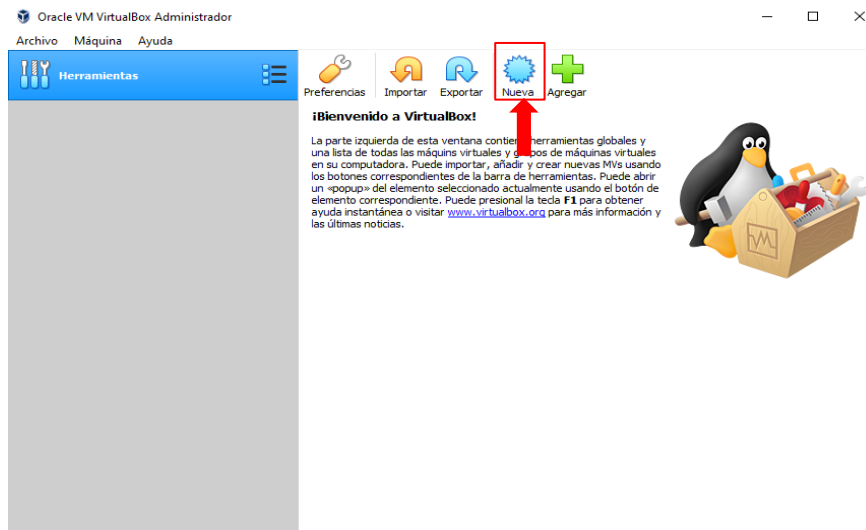 Oracle VM VirtualBox Administrador
Archivo Máquina Ayuda
Herramientas
Preferencias Importar Exportar Nueva Agregar
¡Bienvenido a VirtualBox!
La parte izquierda de esta ventana herramientas globales y
una lista de todas las máquins virtuales y de máquinas virtuales
en su computadora. Puede importar, añadir y crear nuevas MVs usando
los botones correspondientes de la barra de herramientas. Puede abrir
un «popup» del elemento seleccionado actualmente usando el botón de
elemento correspondiente. Puede presional la tecla F1 para obtener
ayuda instantánea o visitar www.virtualbox.org para más información y
las últimas noticias.